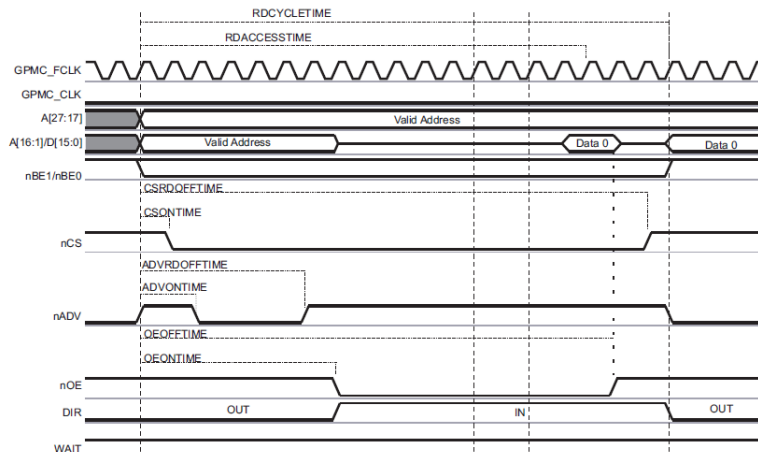 RDCYCLETIME
RDACCESSTIME
GPMC_FCLK
GPMC_CLK
A[27:17] Valid Address
A[16:1]/D[15:0] Valid Address Data 0 Data 0
nBE1/nBE0
CSRDOFFTIME
CSONTIME
nCS
ADVRDOFFTIME
ADVONTIME
nADV
OEOFFTIME
OEONTIME
nOE
DIR OUT IN OUT
WAIT